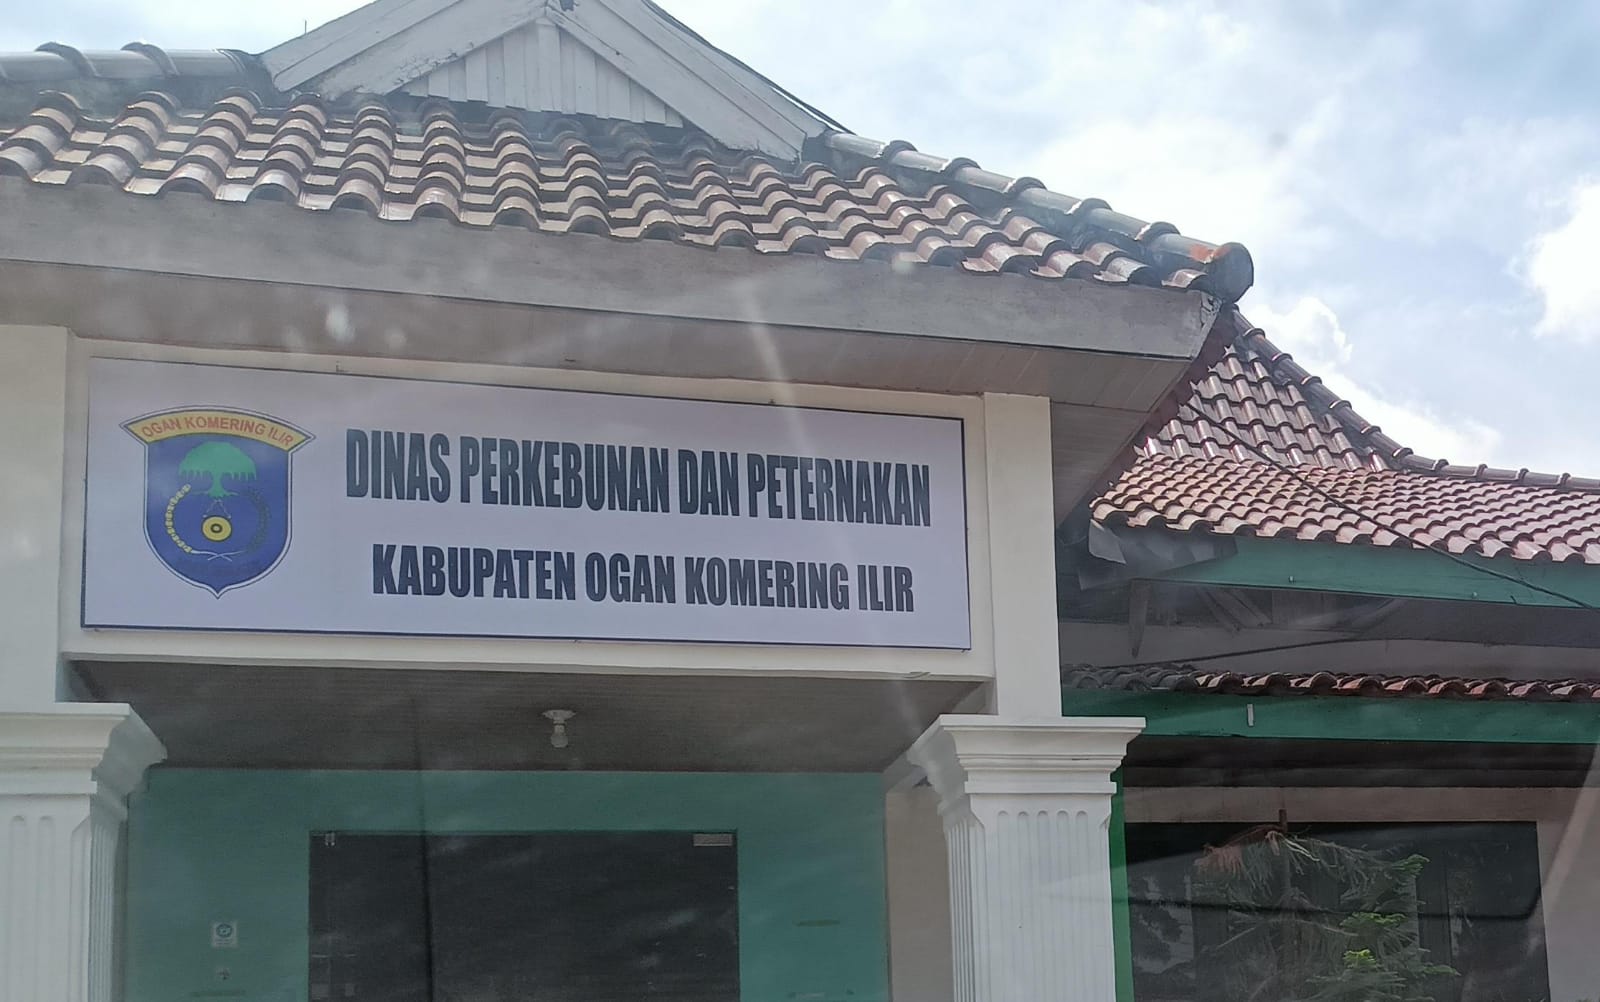 OGAN KOMERING ILIR
DINAS PERKEBUNAN DAN PETERNAKAN
KABUPATEN OGAN KOMERING ILIR